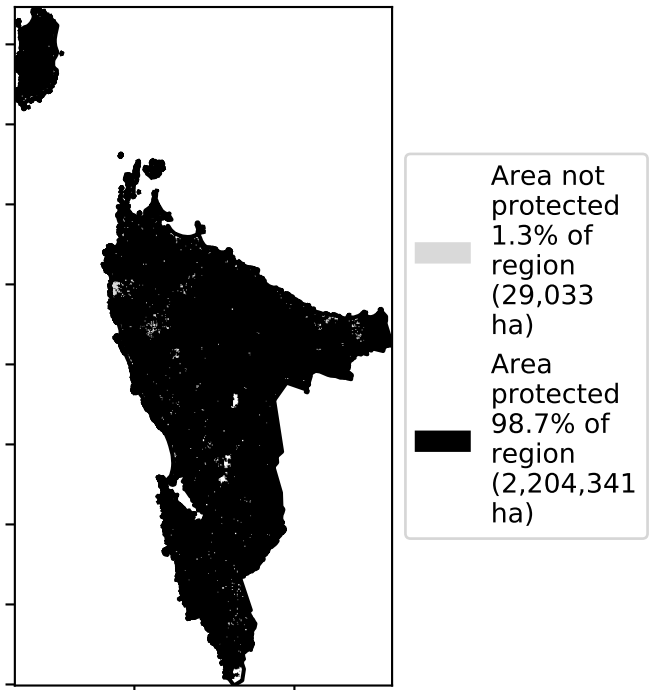 Area not
protected
1.3% of
region
(29,033
ha)
Area
protected
98.7% of
region
(2,204,341
ha)